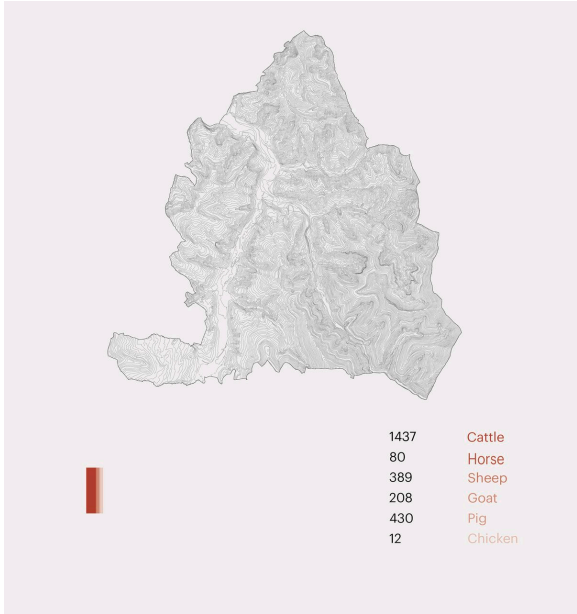 1437 Cattle
80 Horse
389 Sheep
208 Goat
430 Pig
12 Chicken